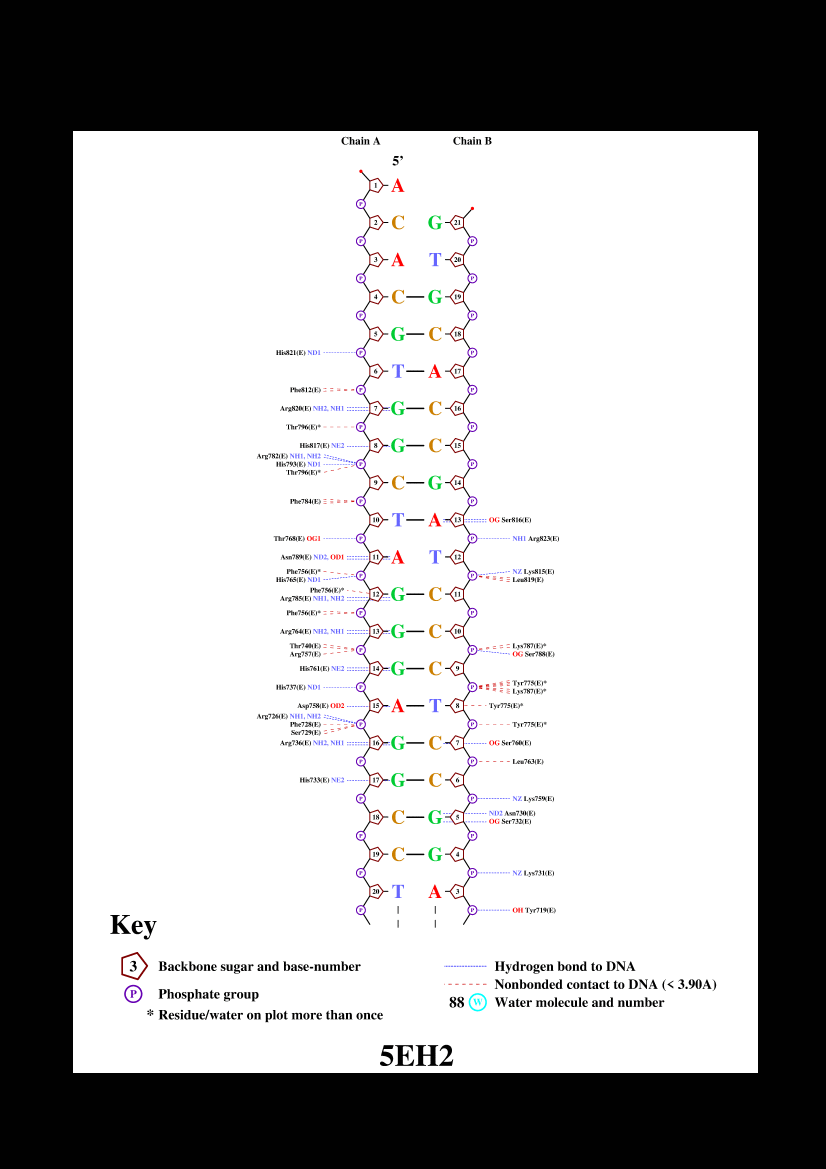 Chain A Chain B
5’
1 A
P
2 C G 21
P P
3 A T 20
P P
4 C G 19
P P
5 G C 18
His821(E) ND1 P P
6 T A 17
Phe812(E) P P
Arg820(E) NH2, NH1 7 G C 16
Thr796(E)* P P
His817(E) NE2 8 G C 15
Arg782(E) NH1, NH2
His793(E) ND1 P P
Thr796(E)*
9 C G 14
Phe784(E) P P
10 T A 13 OG Ser816(E)
Thr768(E) OG1 P P NH1 Arg823(E)
Asn789(E) ND2, OD1 11 A T 12
Phe756(E)* P P NZ Lys815(E)
His765(E) ND1 Leu819(E)
Phe756(E)*
12 G C 11
Arg785(E) NH1, NH2
Phe756(E)* P P
Arg764(E) NH2, NH1 13 G C 10
Thr740(E) P P Lys787(E)*
Arg757(E) OG Ser788(E)
His761(E) NE2 14 G C 9
His737(E) ND1 P P Tyr775(E)*
Lys787(E)*
Asp758(E) OD2 15 A T 8 Tyr775(E)*
Arg726(E) NH1, NH2
Phe728(E) P P Tyr775(E)*
Ser729(E)
Arg736(E) NH2, NH1 16 G C 7 OG Ser760(E)
P P Leu763(E)
His733(E) NE2 17 G C 6
P P NZ Lys759(E)
18 C G 5 ND2 Asn730(E)
OG Ser732(E)
P P
19 C G 4
P P NZ Lys731(E)
20 T A 3
P P OH Tyr719(E)
Key
3 Backbone sugar and base-number
P Phosphate group
* Residue/water on plot more than once
Hydrogen bond to DNA
Nonbonded contact to DNA (< 3.90A)
88 W Water molecule and number
5EH2